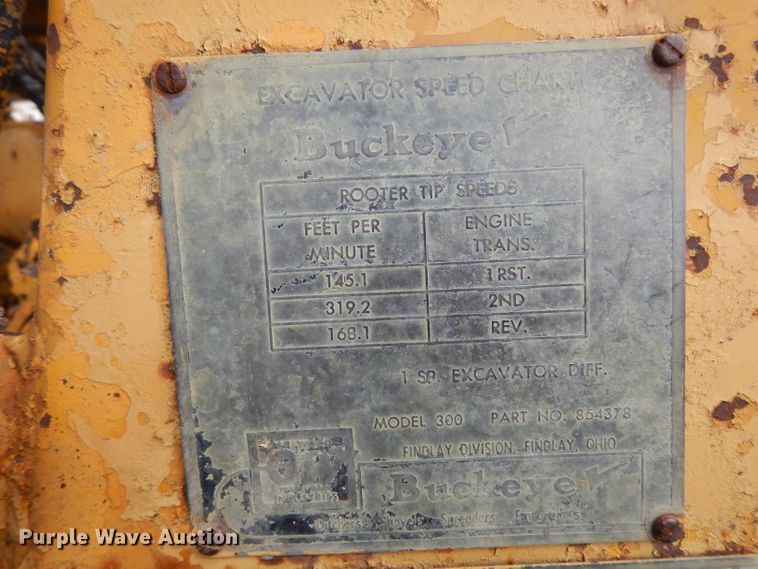 EXCAVATOR SPEED CHART
Buckeye
ROOTER TIP SPEEDS
FEET PER MINUTE ENGINE TRANS.
145.1 1RST.
319.2 2ND
168.1 REV.
1 SP. EXCAVATOR DIFF.
MODEL 300 PART NO. 854378
FINDLAY DIVISION, FINDLAY, OHIO
Buckeye
Spreaders Finegraders
Purple Wave Auction